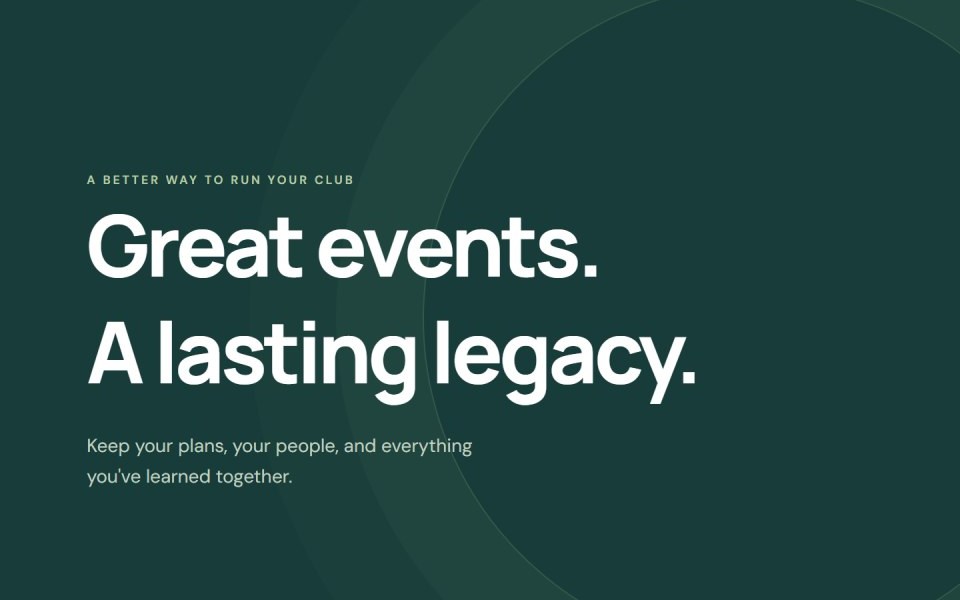 A BETTER WAY TO RUN YOUR CLUB
Great events.
A lasting legacy.
Keep your plans, your people, and everything
you've learned together.